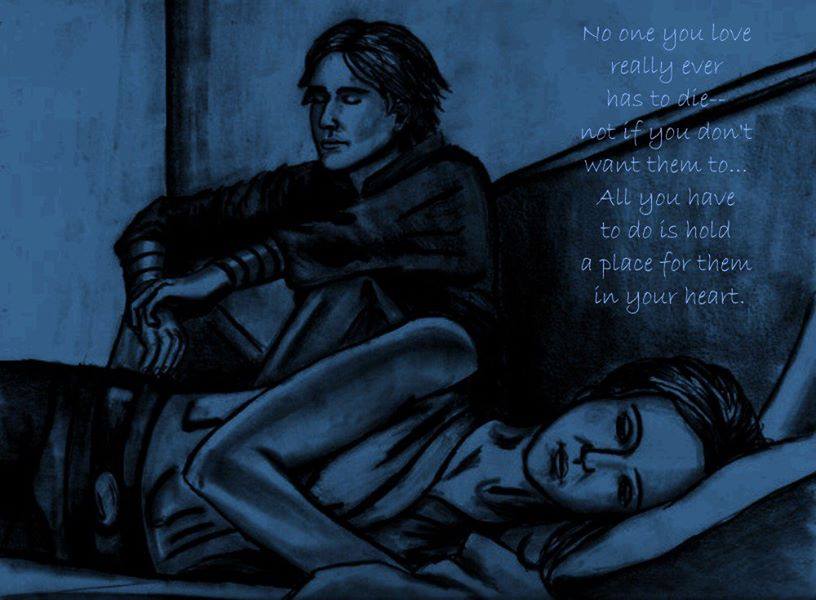 No one you love
really ever
has to die--
not if you don't
want them to...
All you have
to do is hold
a place for them
in your heart.